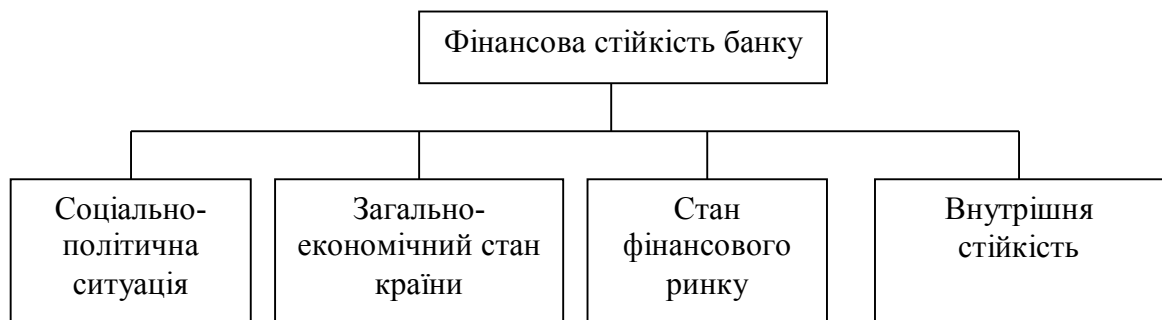 Фінансова стійкість банку
Соціально-
політична
ситуація
Загально-
економічний стан
країни
Стан
фінансового
ринку
Внутрішня
стійкість